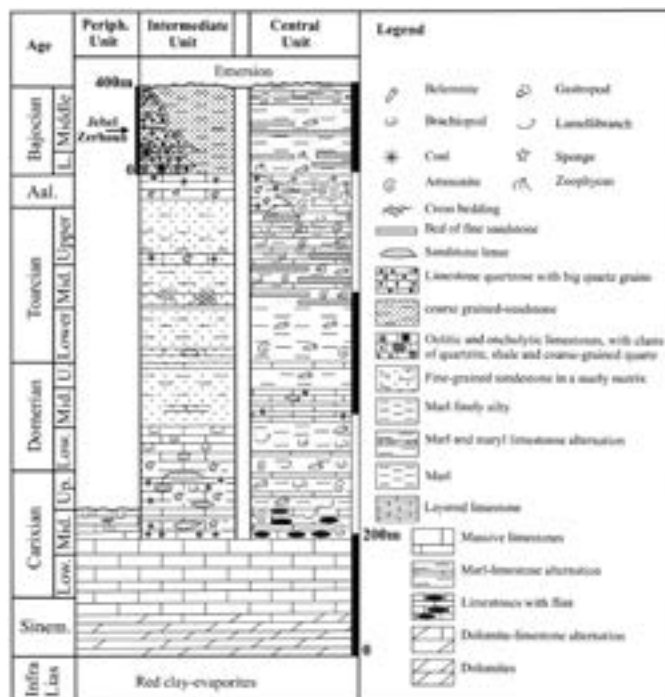 Age
Periph. Unit
Intermediate Unit
Central Unit
Legend
Emersion
400m
Jebel Zerhoun
0
Bajocian
Middle
L.
Aal.
Toarcian
Upper
Mid.
Lower
Domerian
U.
Mid.
Low.
Carixian
Up.
Mid.
Low.
Sinem.
Infra Lias
Red clay-evaporites
200m
0
Belemnite
Gastropod
Brachiopod
Lamellibranch
Coral
Sponge
Ammonite
Zoophycos
Cross bedding
Bed of fine sandstone
Sandstone lense
Limestone quartzose with big quartz grains
coarse grained-sandstone
Oolitic and oncholytic limestones, with clasts
of quartzite, shale and coarse-grained quartz
Fine-grained sandstone in a marly matrix
Marl finely silty
Marl and marly limestone alternation
Marl
Layered limestone
Massive limestones
Marl-limestone alternation
Limestones with flint
Dolomite-limestone alternation
Dolomites